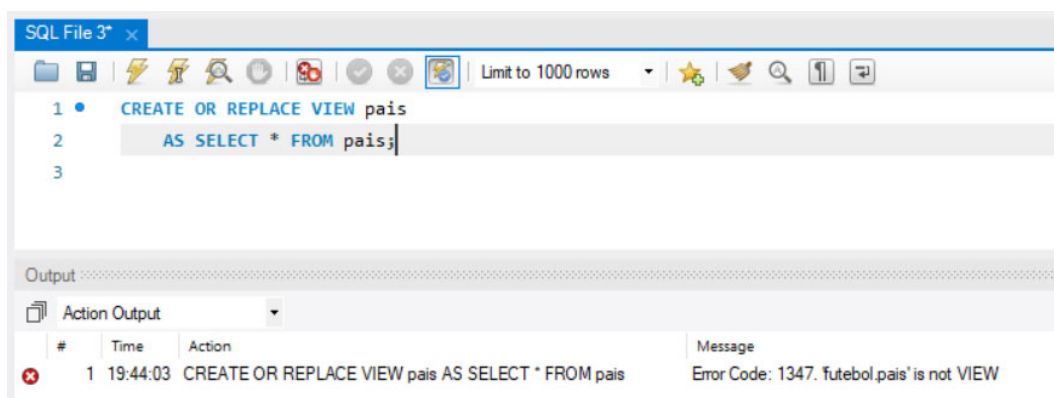 SQL File 3*
Limit to 1000 rows
1 CREATE OR REPLACE VIEW pais
2 AS SELECT * FROM pais;
3
Output
Action Output
# Time Action Message
1 19:44:03 CREATE OR REPLACE VIEW pais AS SELECT * FROM pais Error Code: 1347. 'futebol.pais' is not VIEW